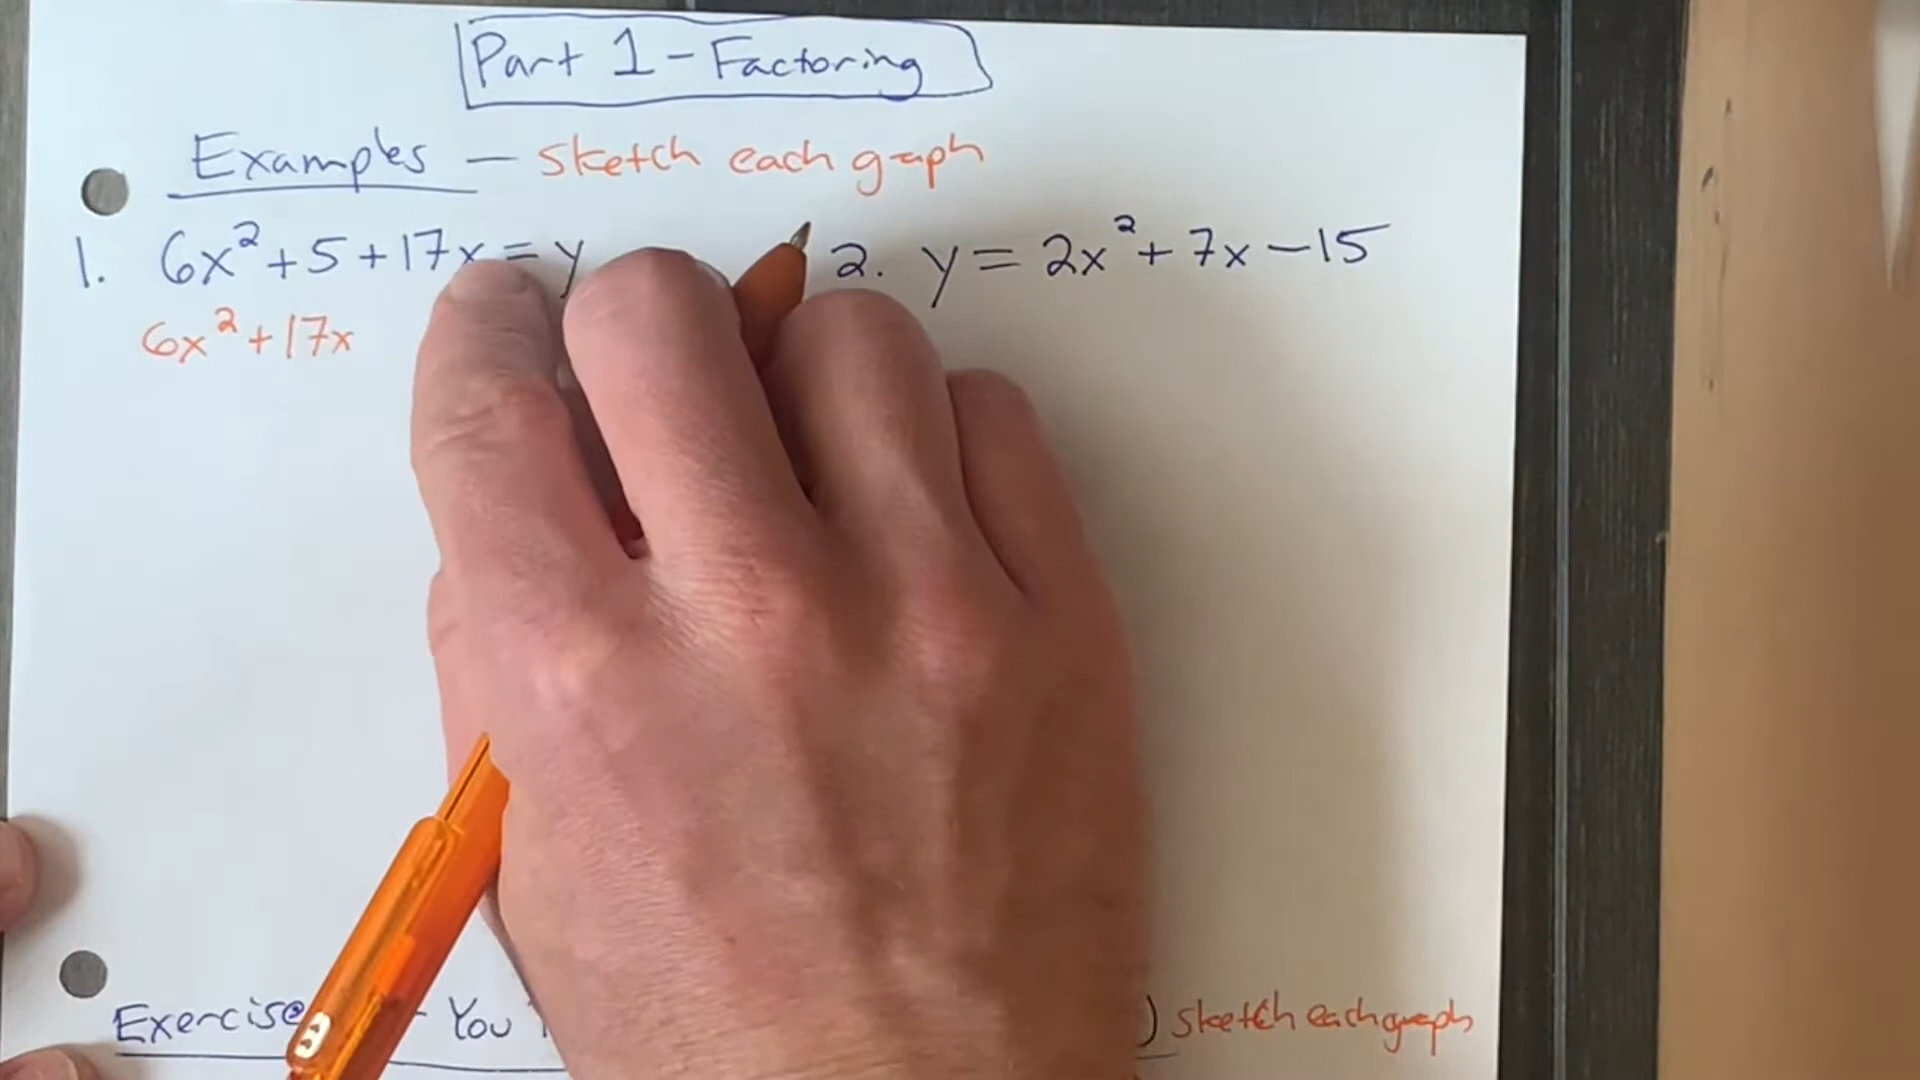 Part 1 - Factoring
Examples - sketch each graph
1. 6x² + 5 + 17x = y
2. y = 2x² + 7x - 15
6x² + 17x
Exercise - You
) sketch each graph